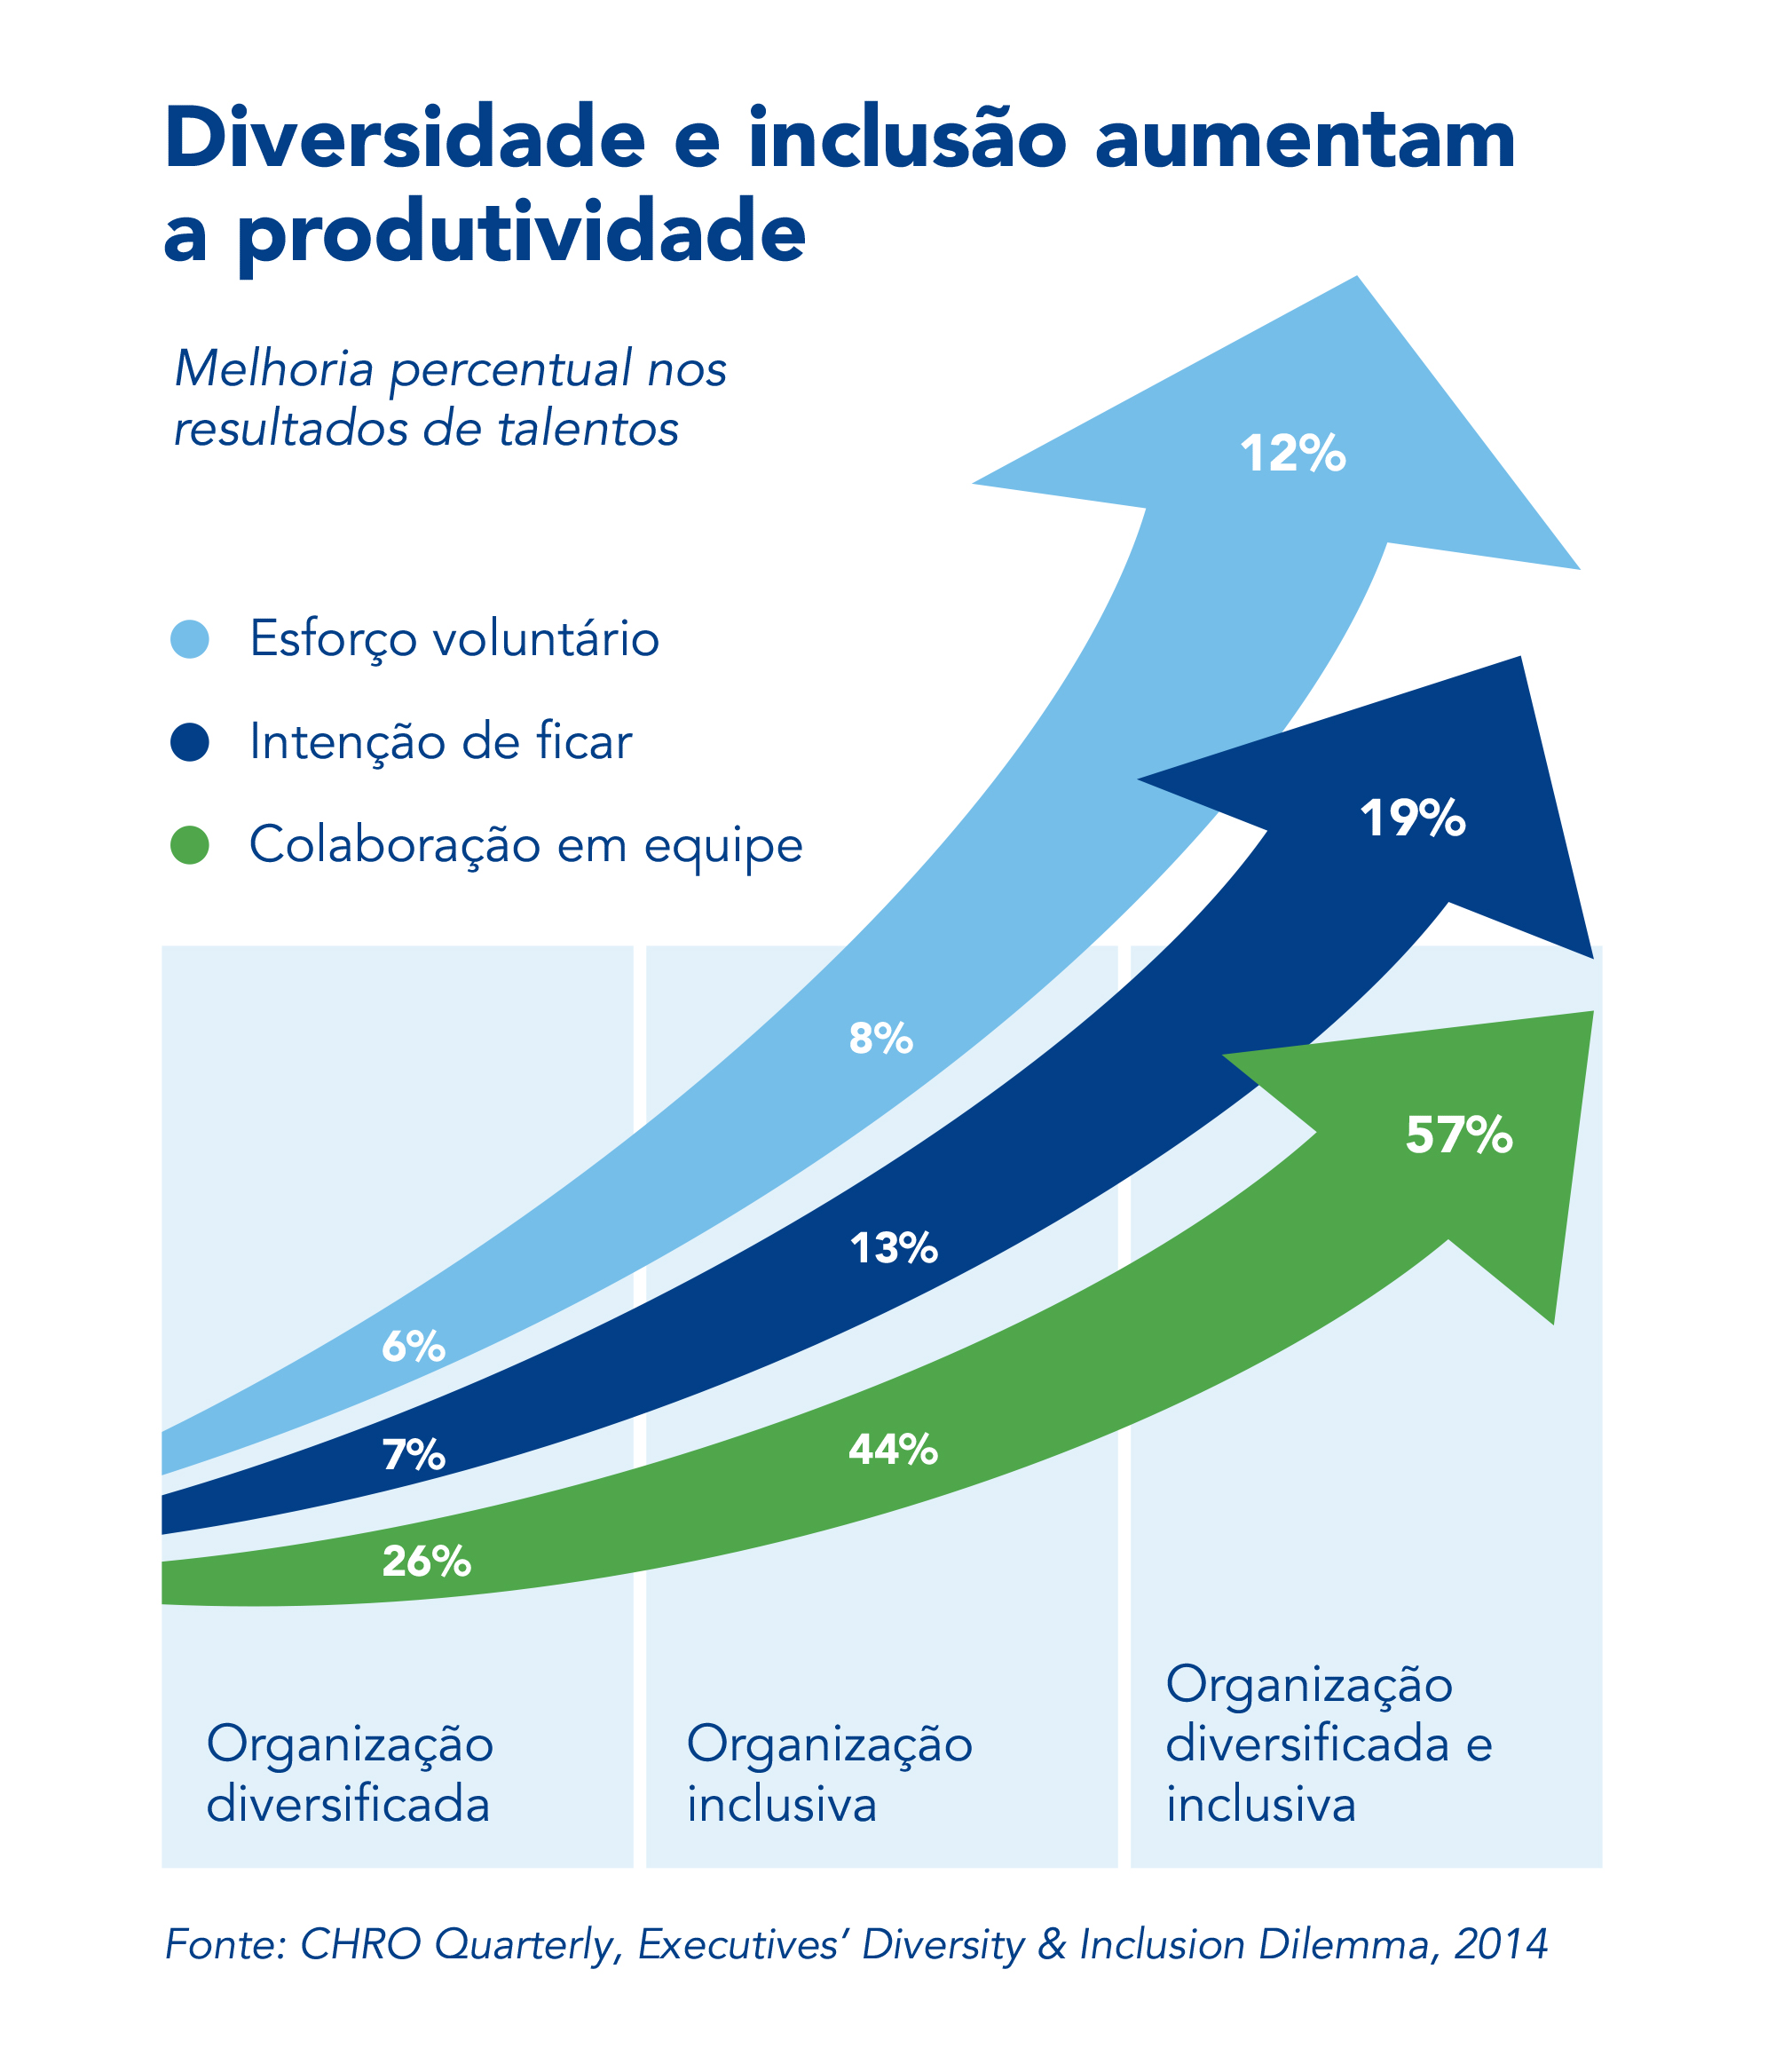 Diversidade e inclusão aumentam
a produtividade
Melhoria percentual nos
resultados de talentos
Esforço voluntário
Intenção de ficar
Colaboração em equipe
12%
19%
57%
8%
13%
44%
6%
7%
26%
Organização
diversificada
Organização
inclusiva
Organização
diversificada e
inclusiva
Fonte: CHRO Quarterly, Executives’ Diversity & Inclusion Dilemma, 2014